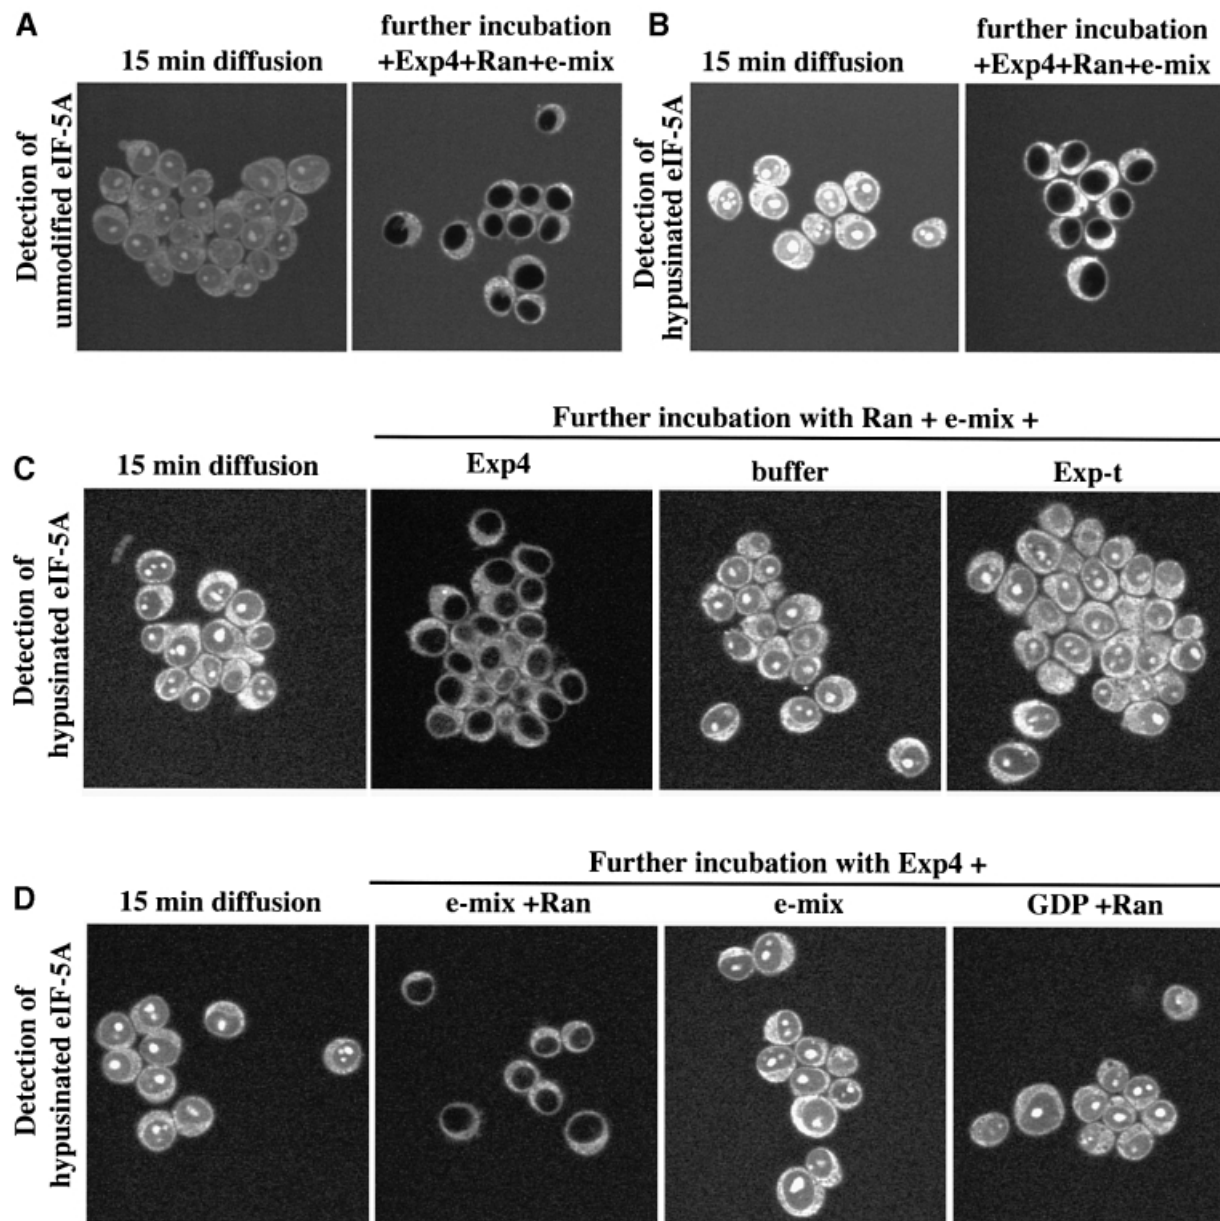 A
15 min diffusion
further incubation
+Exp4+Ran+e-mix
Detection of
unmodified eIF-5A
B
15 min diffusion
further incubation
+Exp4+Ran+e-mix
Detection of
hypusinated eIF-5A
Further incubation with Ran + e-mix +
C
15 min diffusion
Exp4
buffer
Exp-t
Detection of
hypusinated eIF-5A
Further incubation with Exp4 +
D
15 min diffusion
e-mix +Ran
e-mix
GDP +Ran
Detection of
hypusinated eIF-5A